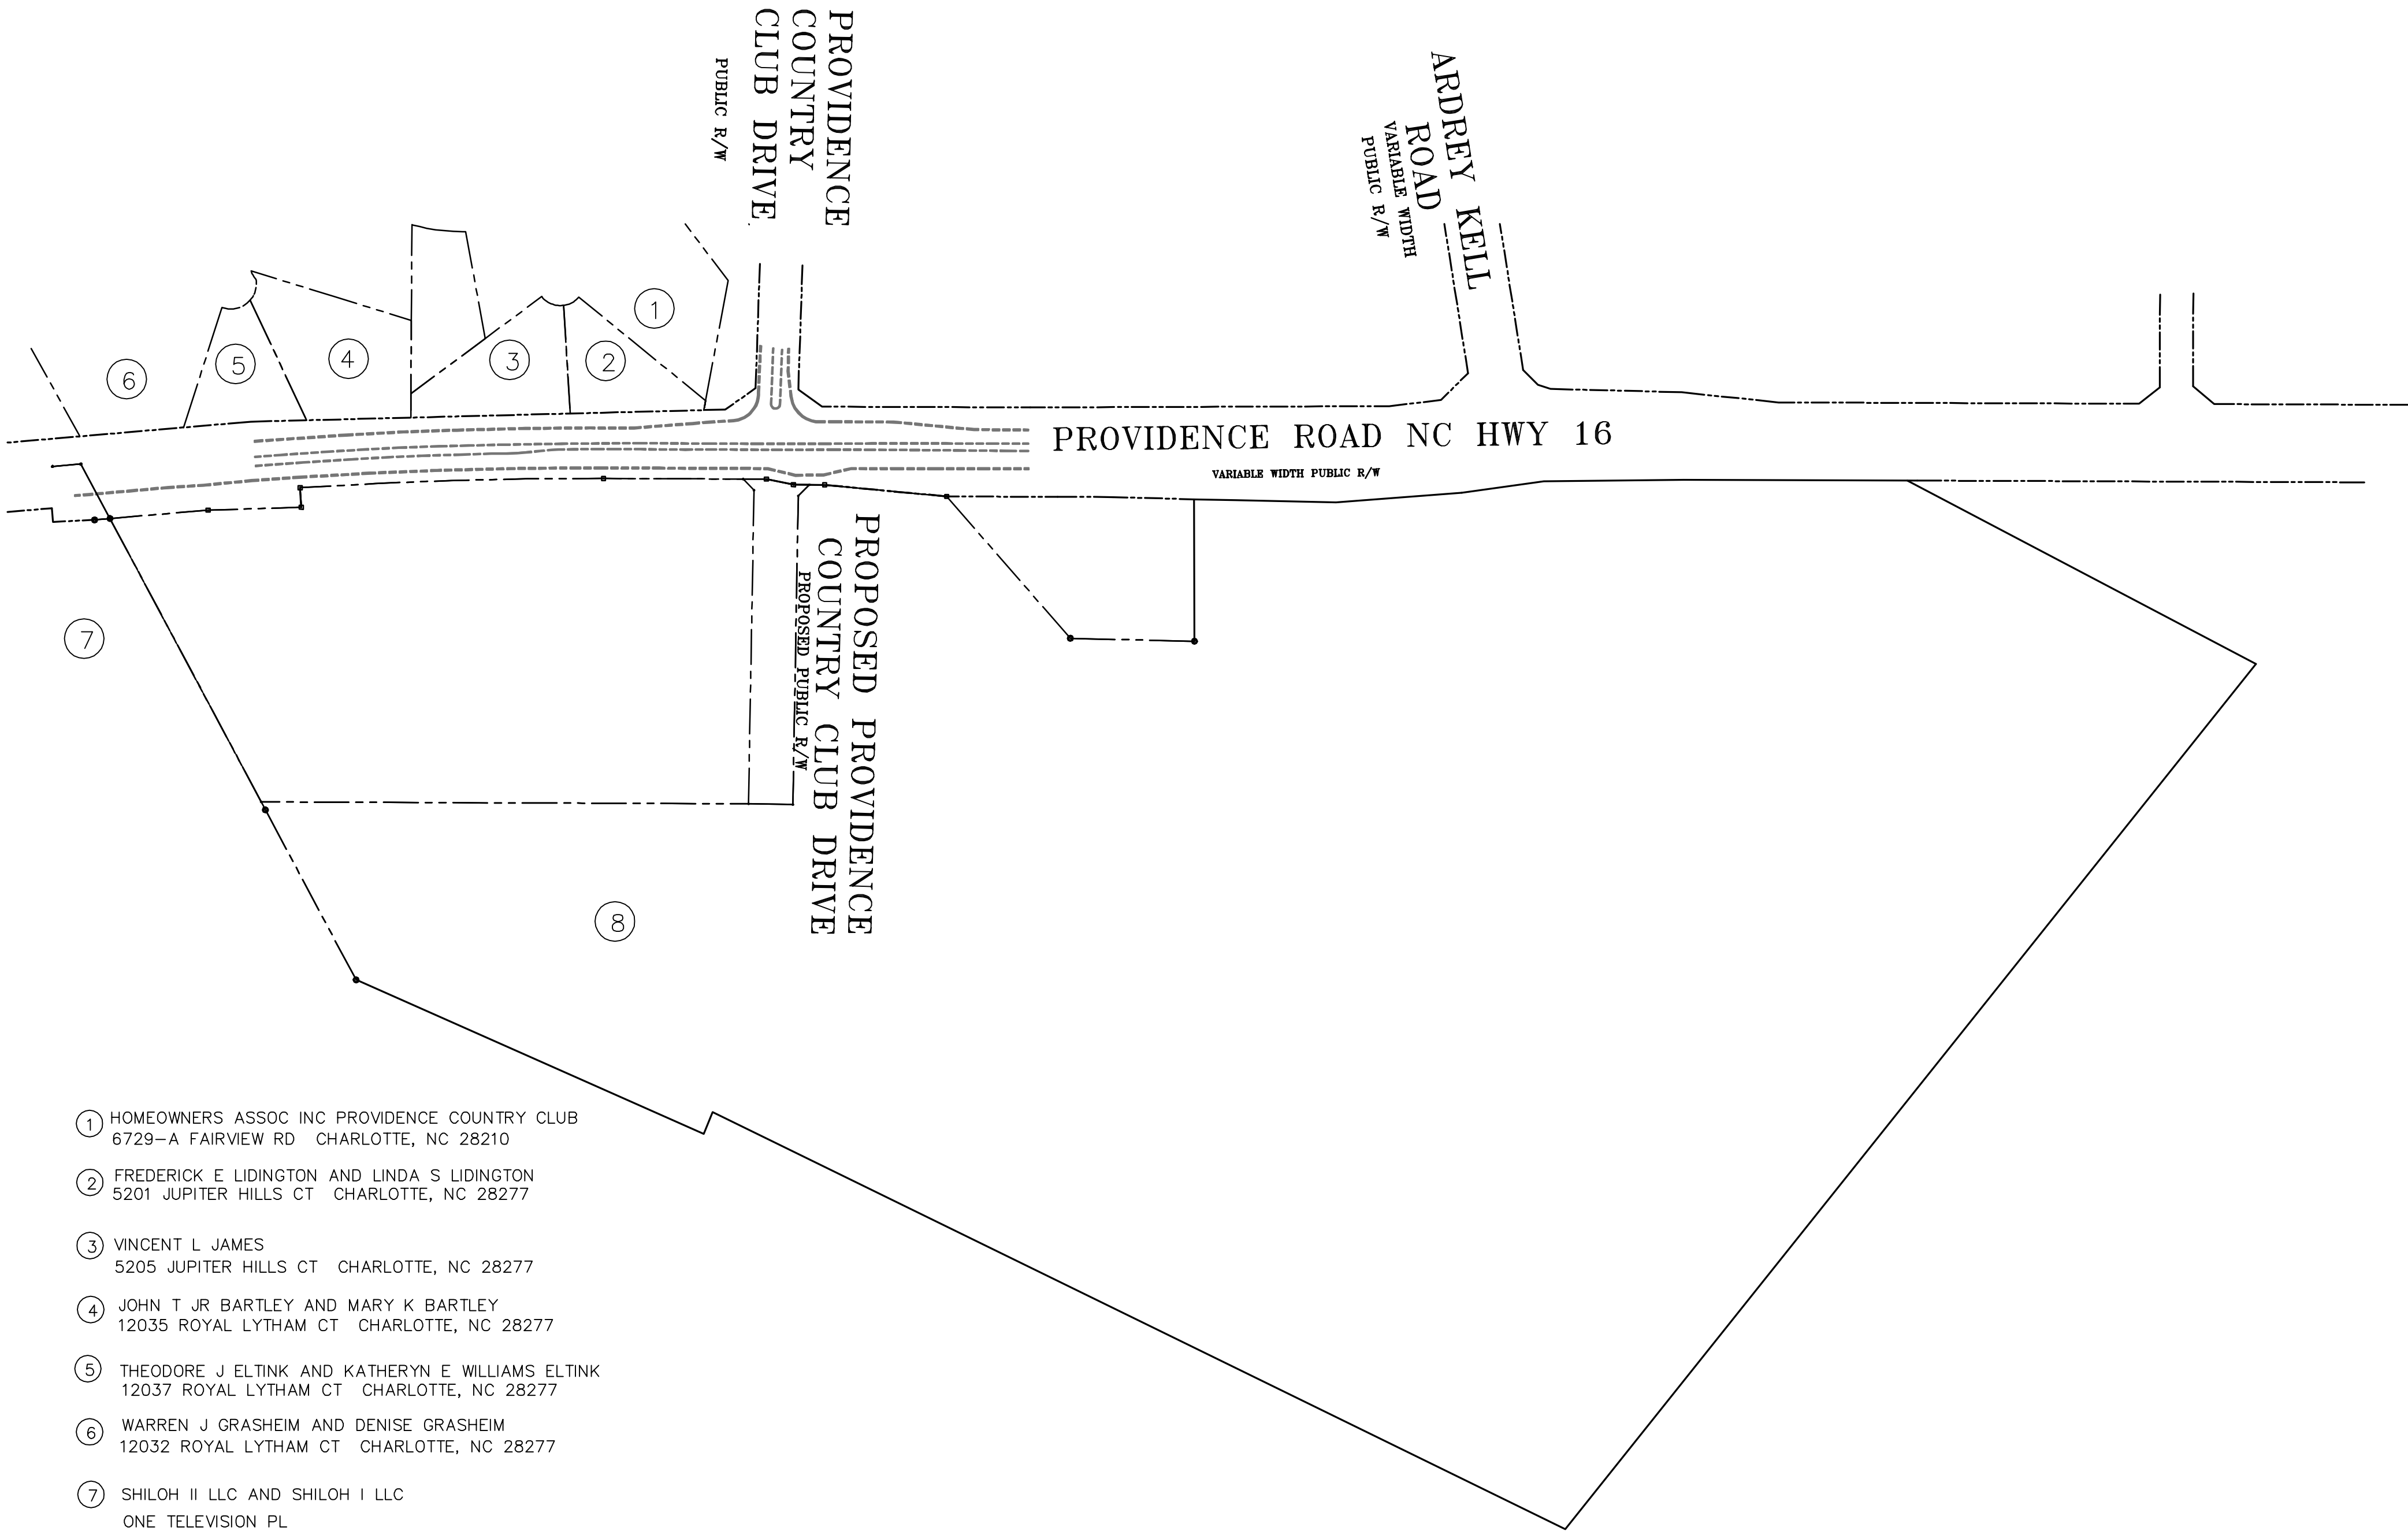 PROVIDENCE
COUNTRY
CLUB DRIVE
PUBLIC R/W
ARDREY KELL
ROAD
VARIABLE WIDTH
PUBLIC R/W
1
2
3
4
5
6
PROVIDENCE ROAD NC HWY 16
VARIABLE WIDTH PUBLIC R/W
PROPOSED PROVIDENCE
COUNTRY CLUB DRIVE
PROPOSED PUBLIC R/W
7
8
1 HOMEOWNERS ASSOC INC PROVIDENCE COUNTRY CLUB
6729-A FAIRVIEW RD CHARLOTTE, NC 28210
2 FREDERICK E LIDINGTON AND LINDA S LIDINGTON
5201 JUPITER HILLS CT CHARLOTTE, NC 28277
3 VINCENT L JAMES
5205 JUPITER HILLS CT CHARLOTTE, NC 28277
4 JOHN T JR BARTLEY AND MARY K BARTLEY
12035 ROYAL LYTHAM CT CHARLOTTE, NC 28277
5 THEODORE J ELTINK AND KATHERYN E WILLIAMS ELTINK
12037 ROYAL LYTHAM CT CHARLOTTE, NC 28277
6 WARREN J GRASHEIM AND DENISE GRASHEIM
12032 ROYAL LYTHAM CT CHARLOTTE, NC 28277
7 SHILOH II LLC AND SHILOH I LLC
ONE TELEVISION PL